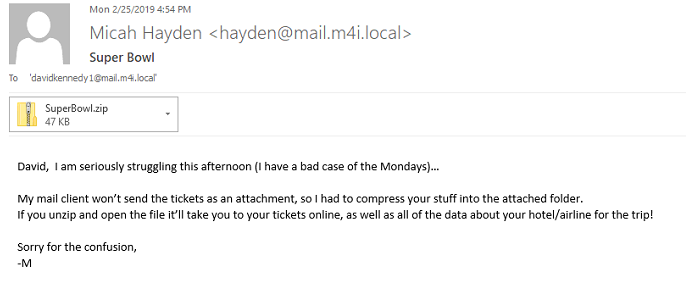 Mon 2/25/2019 4:54 PM
Micah Hayden <hayden@mail.m4i.local>
Super Bowl
To 'davidkennedy1@mail.m4i.local'
SuperBowl.zip
47 KB
David, I am seriously struggling this afternoon (I have a bad case of the Mondays)...
My mail client won't send the tickets as an attachment, so I had to compress your stuff into the attached folder.
If you unzip and open the file it'll take you to your tickets online, as well as all of the data about your hotel/airline for the trip!
Sorry for the confusion,
-M